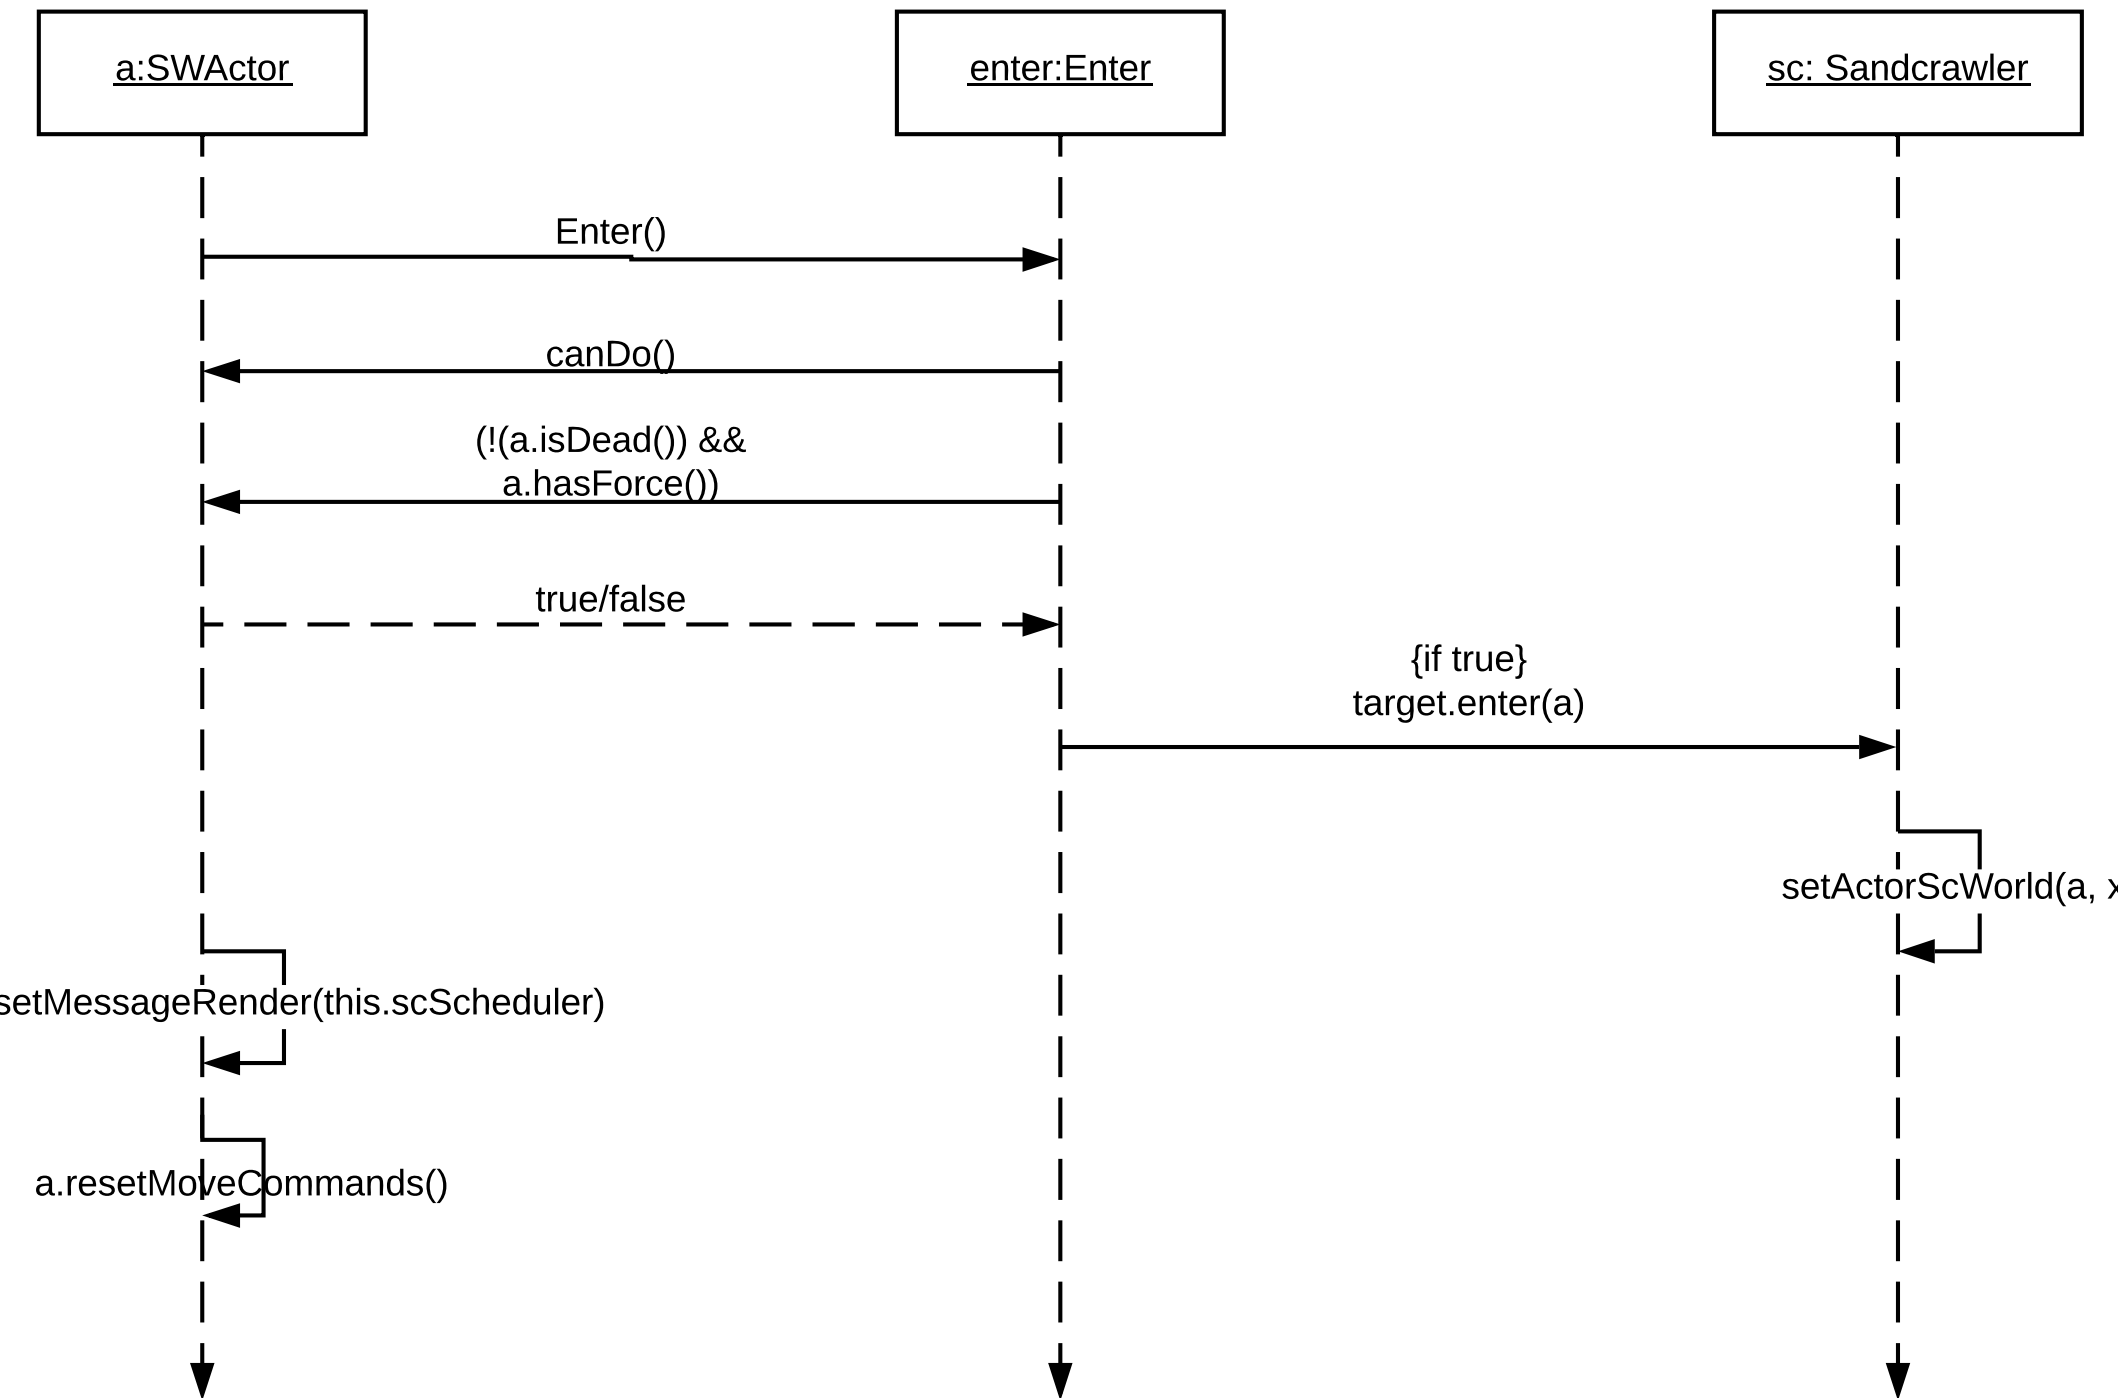 a:SWActor
enter:Enter
sc: Sandcrawler
Enter()
canDo()
(!(a.isDead()) &&
a.hasForce())
true/false
{if true}
target.enter(a)
setActorScWorld(a, x
setMessageRender(this.scScheduler)
a.resetMoveCommands()